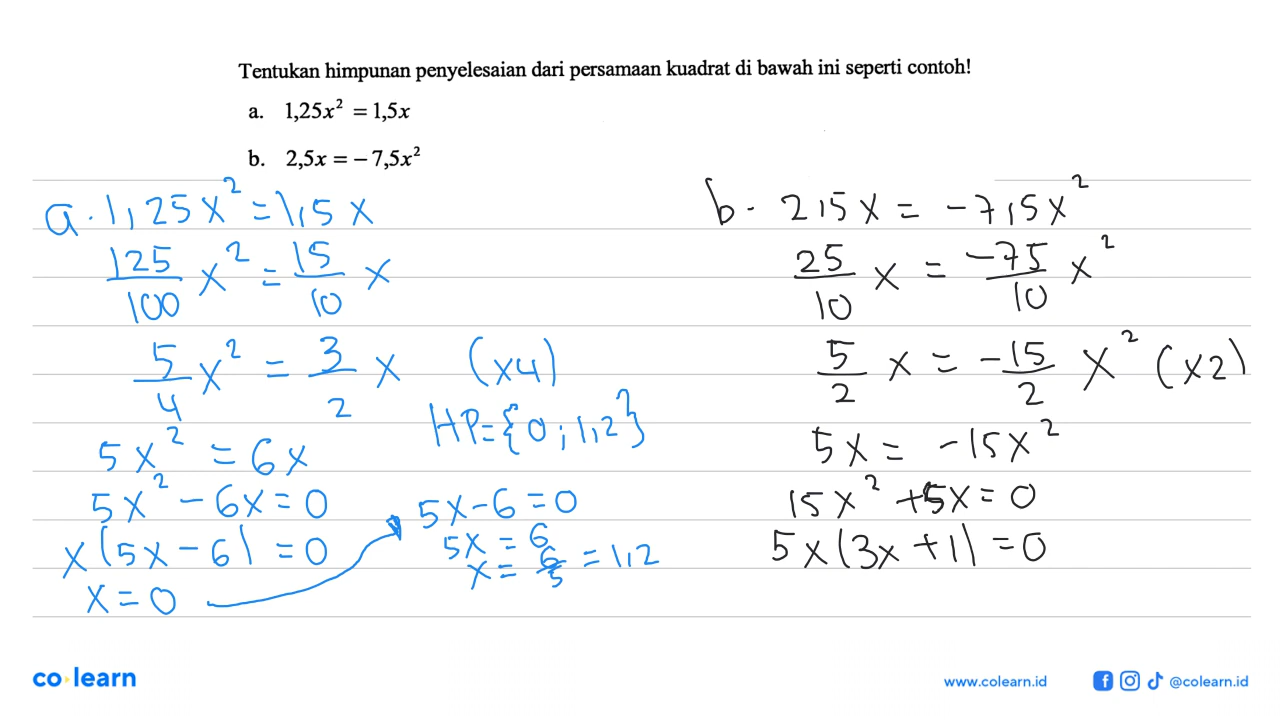 Tentukan himpunan penyelesaian dari persamaan kuadrat di bawah ini seperti contoh!
a. 1,25x² = 1,5x
b. 2,5x = -7,5x²
a. 1,25x² = 1,5x
125/100 x² = 15/10 x
5/4 x² = 3/2 x (x4)
5x² = 6x
5x² - 6x = 0
x(5x - 6) = 0
x = 0
5x - 6 = 0
5x = 6
x = 6/5 = 1,2
HP = {0; 1,2}
b. 2,5x = -7,5x²
25/10 x = -75/10 x²
5/2 x = -15/2 x² (x2)
5x = -15x²
15x² + 5x = 0
5x(3x + 1) = 0
co learn
www.colearn.id
@colearn.id